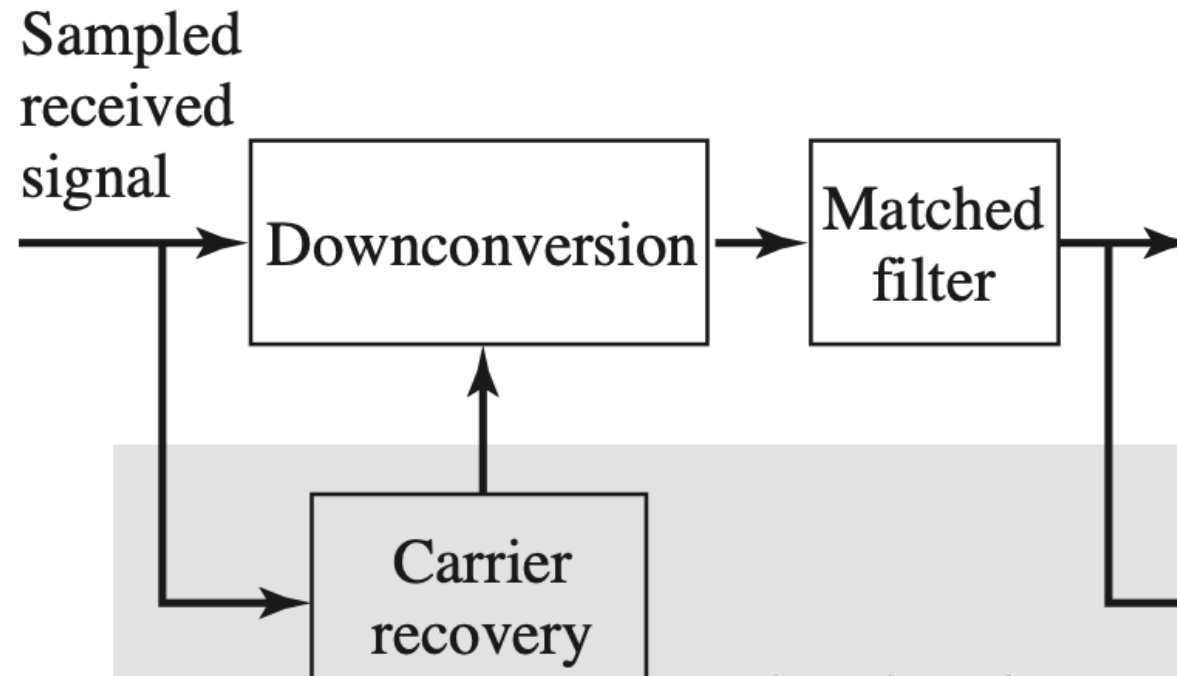 Sampled
received
signal
Downconversion
Matched
filter
Carrier
recovery